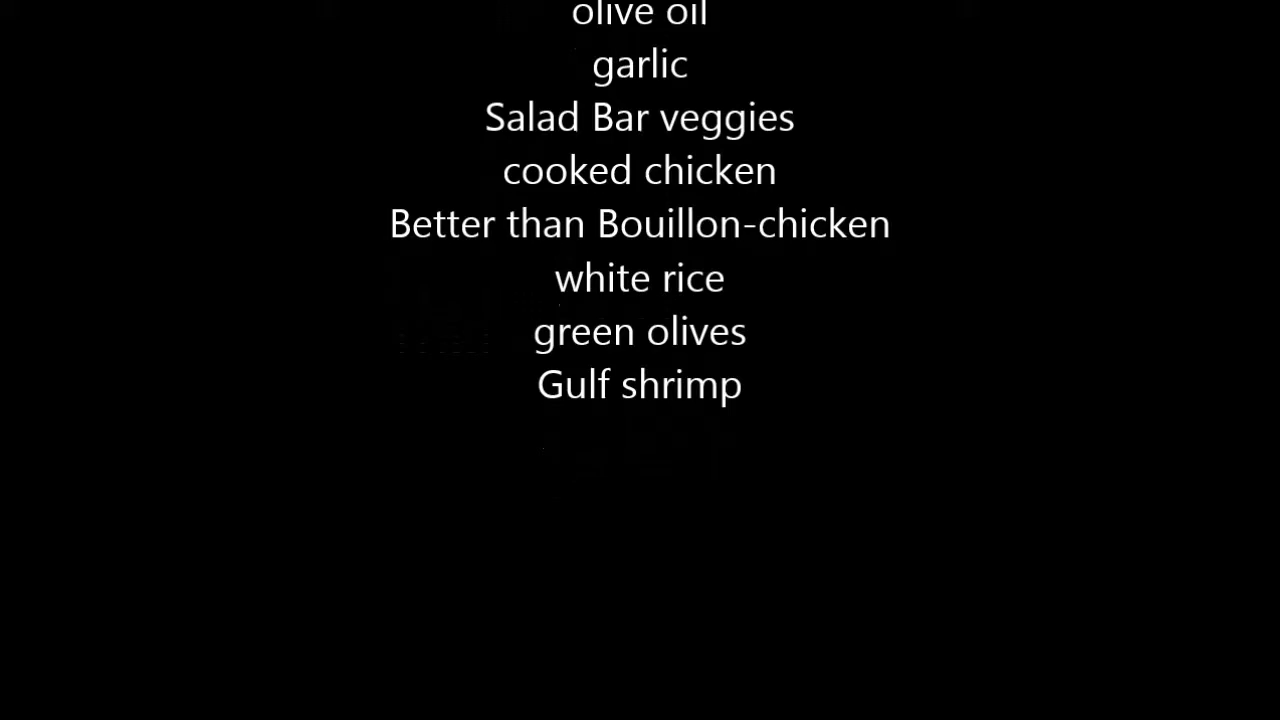 olive oil
garlic
Salad Bar veggies
cooked chicken
Better than Bouillon-chicken
white rice
green olives
Gulf shrimp